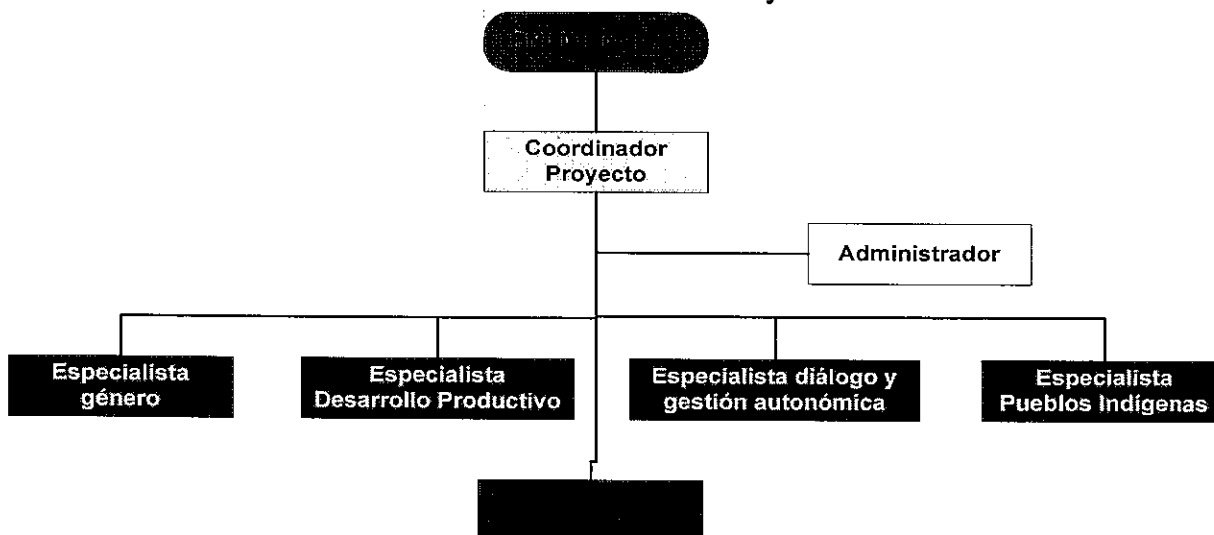 Coordinador
Proyecto
Administrador
Especialista
género
Especialista
Desarrollo Productivo
Especialista diálogo y
gestión autonómica
Especialista
Pueblos Indígenas